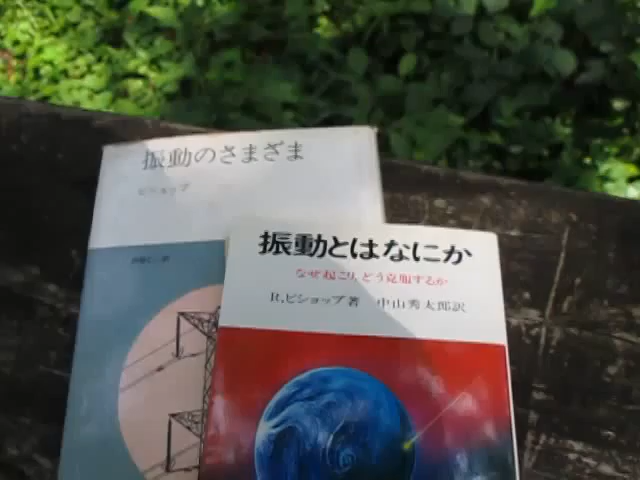 振動のさまざま
ビショップ
振動とはなにか
なぜ起こり、どう克服するか
R.ビショップ著 中山秀太郎訳